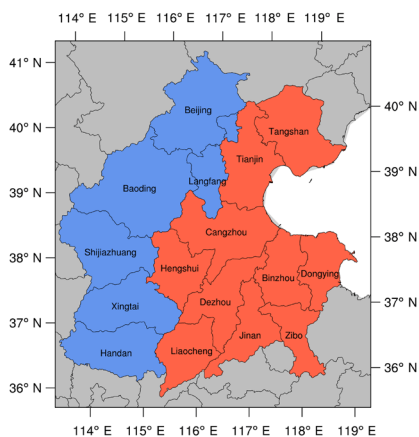 114° E 115° E 116° E 117° E 118° E 119° E
41° N
Beijing
40° N
40° N
Tangshan
Tianjin
39° N
Baoding
Langfang
39° N
Cangzhou
38° N
Shijiazhuang
38° N
Hengshui
Binzhou
Dongying
37° N
Xingtai
Dezhou
37° N
Jinan
Zibo
Handan
Liaocheng
36° N
36° N
114° E 115° E 116° E 117° E 118° E 119° E